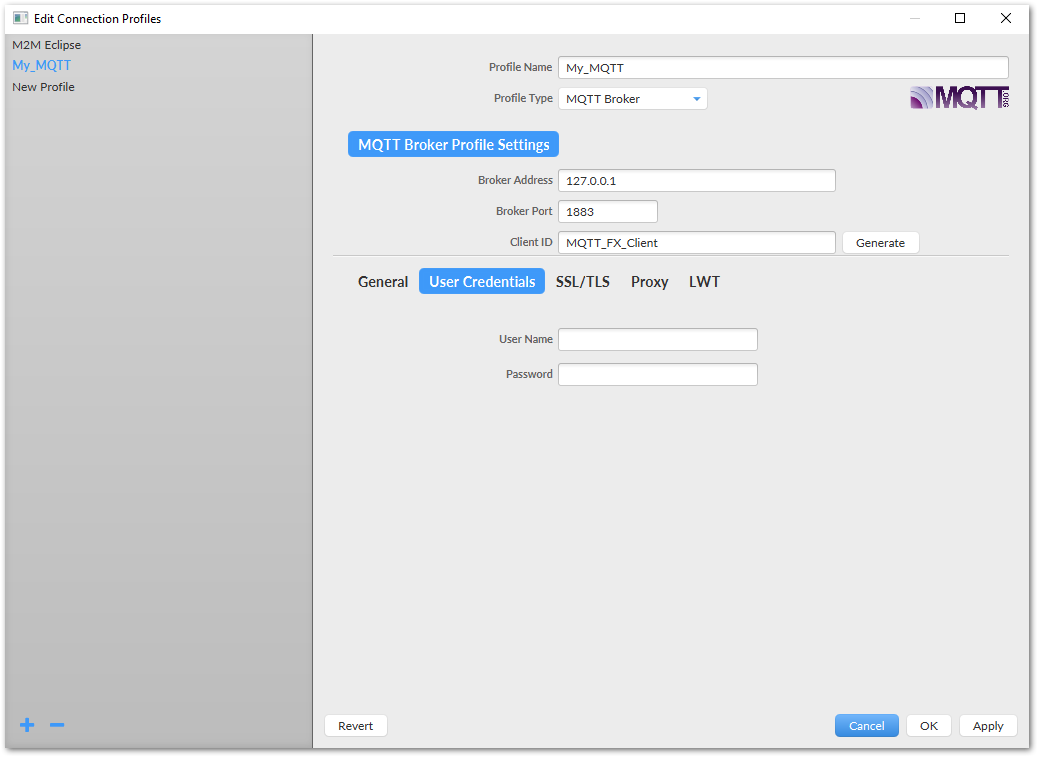 Edit Connection Profiles
M2M Eclipse
My_MQTT
New Profile
Profile Name My_MQTT
Profile Type MQTT Broker
MQTT.ORG
MQTT Broker Profile Settings
Broker Address 127.0.0.1
Broker Port 1883
Client ID MQTT_FX_Client Generate
General User Credentials SSL/TLS Proxy LWT
User Name
Password
Revert Cancel OK Apply